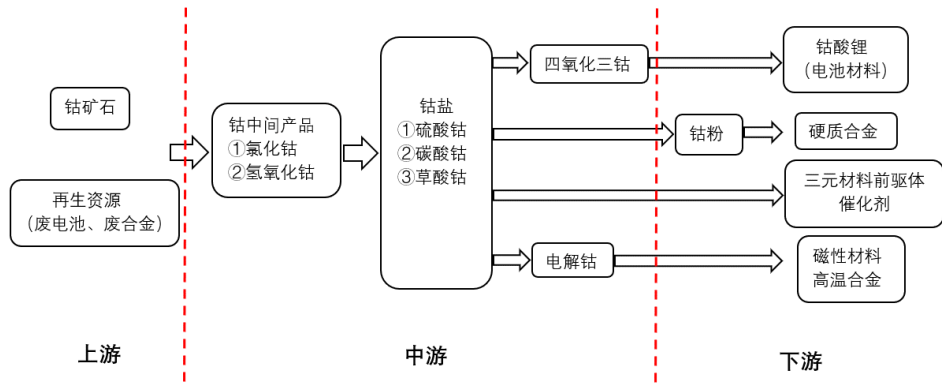 钴矿石
再生资源
（废电池、废合金）
钴中间产品
①氯化钴
②氢氧化钴
钴盐
①硫酸钴
②碳酸钴
③草酸钴
四氧化三钴
钴粉
电解钴
钴酸锂
（电池材料）
硬质合金
三元材料前驱体
催化剂
磁性材料
高温合金
上游
中游
下游